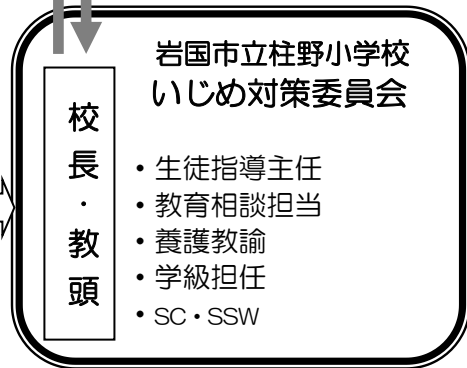 岩国市立柱野小学校
いじめ対策委員会
校長・教頭
・生徒指導主任
・教育相談担当
・養護教諭
・学級担任
・SC・SSW